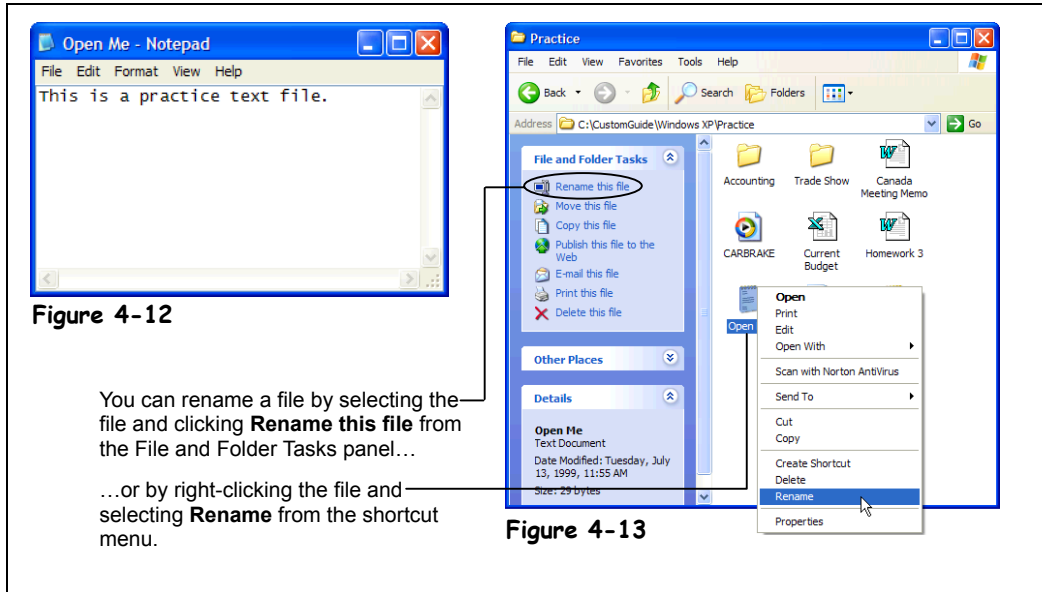 Open Me - Notepad
File Edit Format View Help
This is a practice text file.
Figure 4-12
You can rename a file by selecting the
file and clicking Rename this file from
the File and Folder Tasks panel…
…or by right-clicking the file and
selecting Rename from the shortcut
menu.
Practice
File Edit View Favorites Tools Help
Back Search Folders
Address C:\CustomGuide\Windows XP\Practice Go
File and Folder Tasks
Rename this file
Move this file
Copy this file
Publish this file to the
Web
E-mail this file
Print this file
Delete this file
Other Places
Details
Open Me
Text Document
Date Modified: Tuesday, July
13, 1999, 11:55 AM
Size: 29 bytes
Accounting Trade Show Canada
Meeting Memo
CARBRAKE Current Homework 3
Budget
Open
Open
Print
Edit
Open With
Scan with Norton AntiVirus
Send To
Cut
Copy
Create Shortcut
Delete
Rename
Properties
Figure 4-13